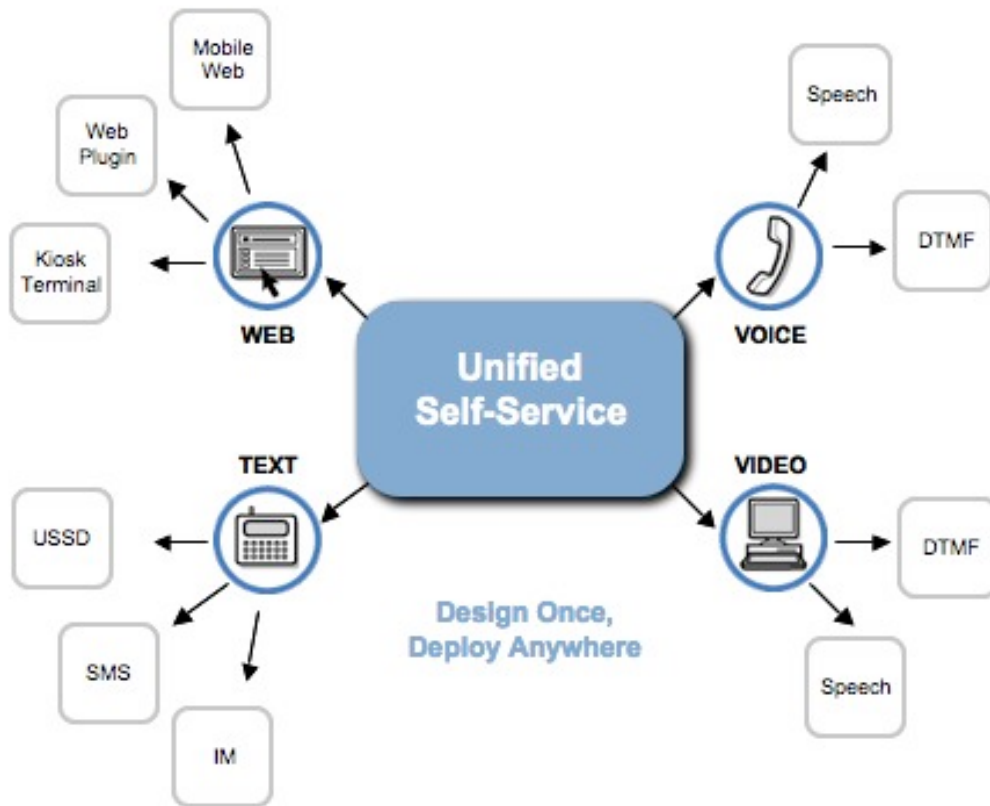 Mobile
Web
Speech
Web
Plugin
DTMF
Kiosk
Terminal
WEB
VOICE
Unified
Self-Service
TEXT
VIDEO
USSD
DTMF
Design Once,
Deploy Anywhere
SMS
Speech
IM